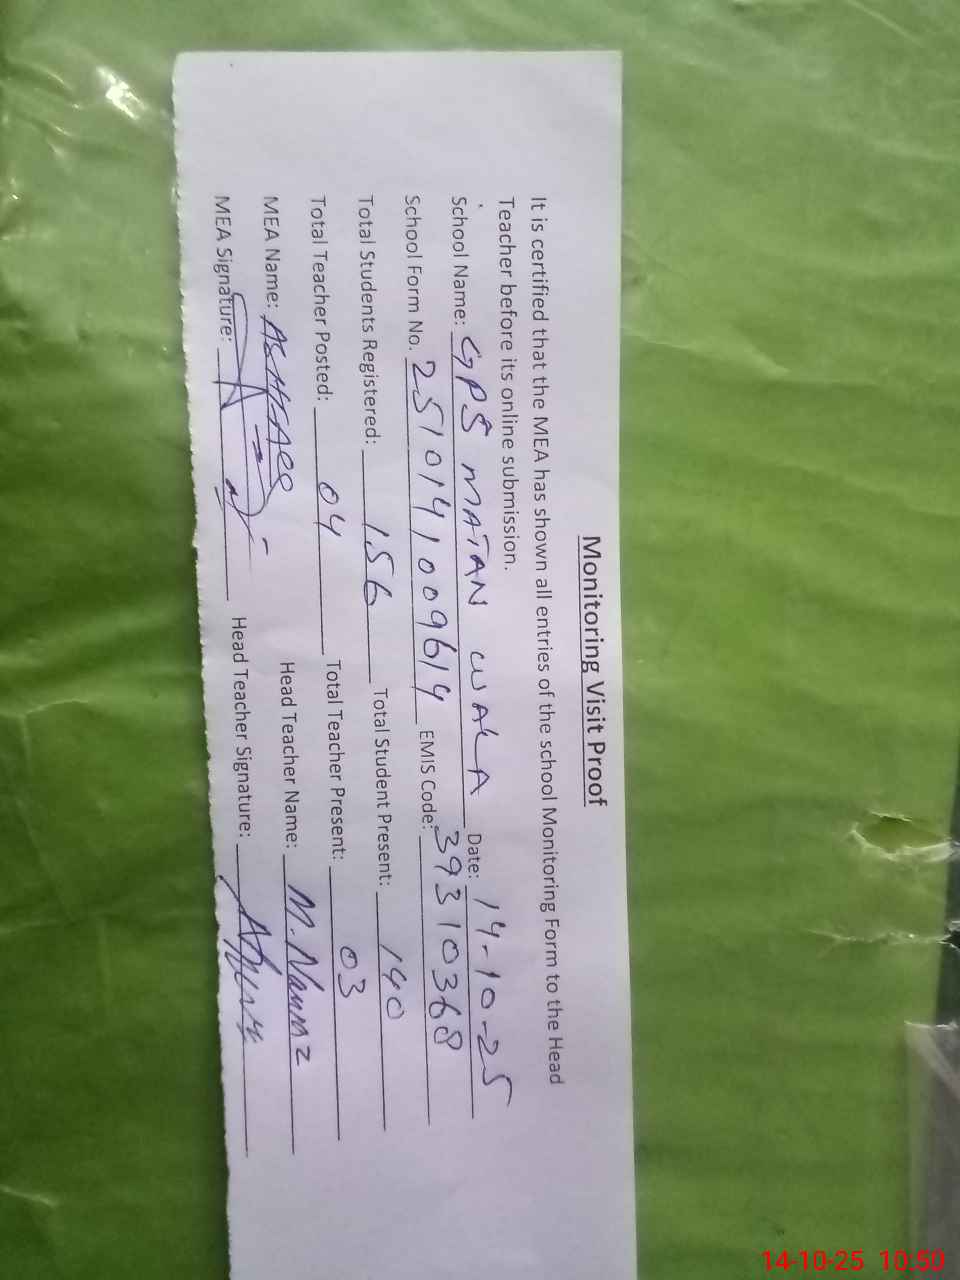 Monitoring Visit Proof
It is certified that the MEA has shown all entries of the school Monitoring Form to the Head
Teacher before its online submission.
School Name: GPS MATAN WALA Date: 14-10-25
School Form No. 2510141009614 EMIS Code: 39310368
Total Students Registered: 156 Total Student Present: 140
Total Teacher Posted: 04 Total Teacher Present: 03
MEA Name: ASHFAQ Head Teacher Name: M.
MEA Signature: Head Teacher Signature:
14-10-25 10:50